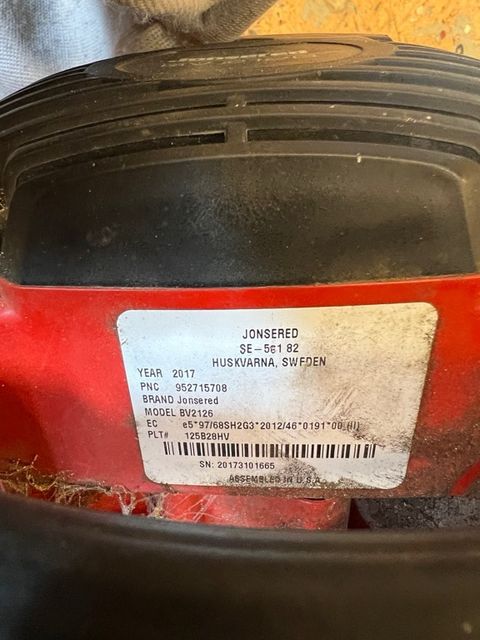 JONSERED
SE-561 82
HUSKVARNA, SWEDEN
YEAR 2017
PNC 952715708
BRAND Jonsered
MODEL BV2126
EC e5*97/68SH2G3*2012/46*0191*00 (II)
PLT# 125B28HV
SN: 20173101665
ASSEMBLED IN U.S.A.